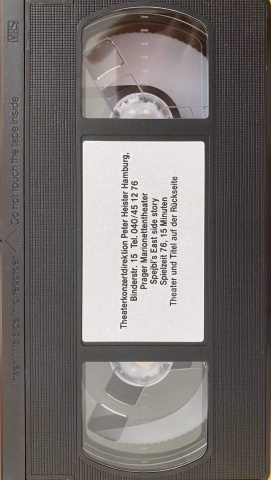 Theaterkonzertdirektion Peter Heister Hamburg,
Binderstr. 15 Tel. 040/45 12 76
Prager Marionettentheater
Spejbl's East side story
Spielzeit 76, 15 Minuten
Theater und Titel auf der Rückseite
Do not touch the tape inside